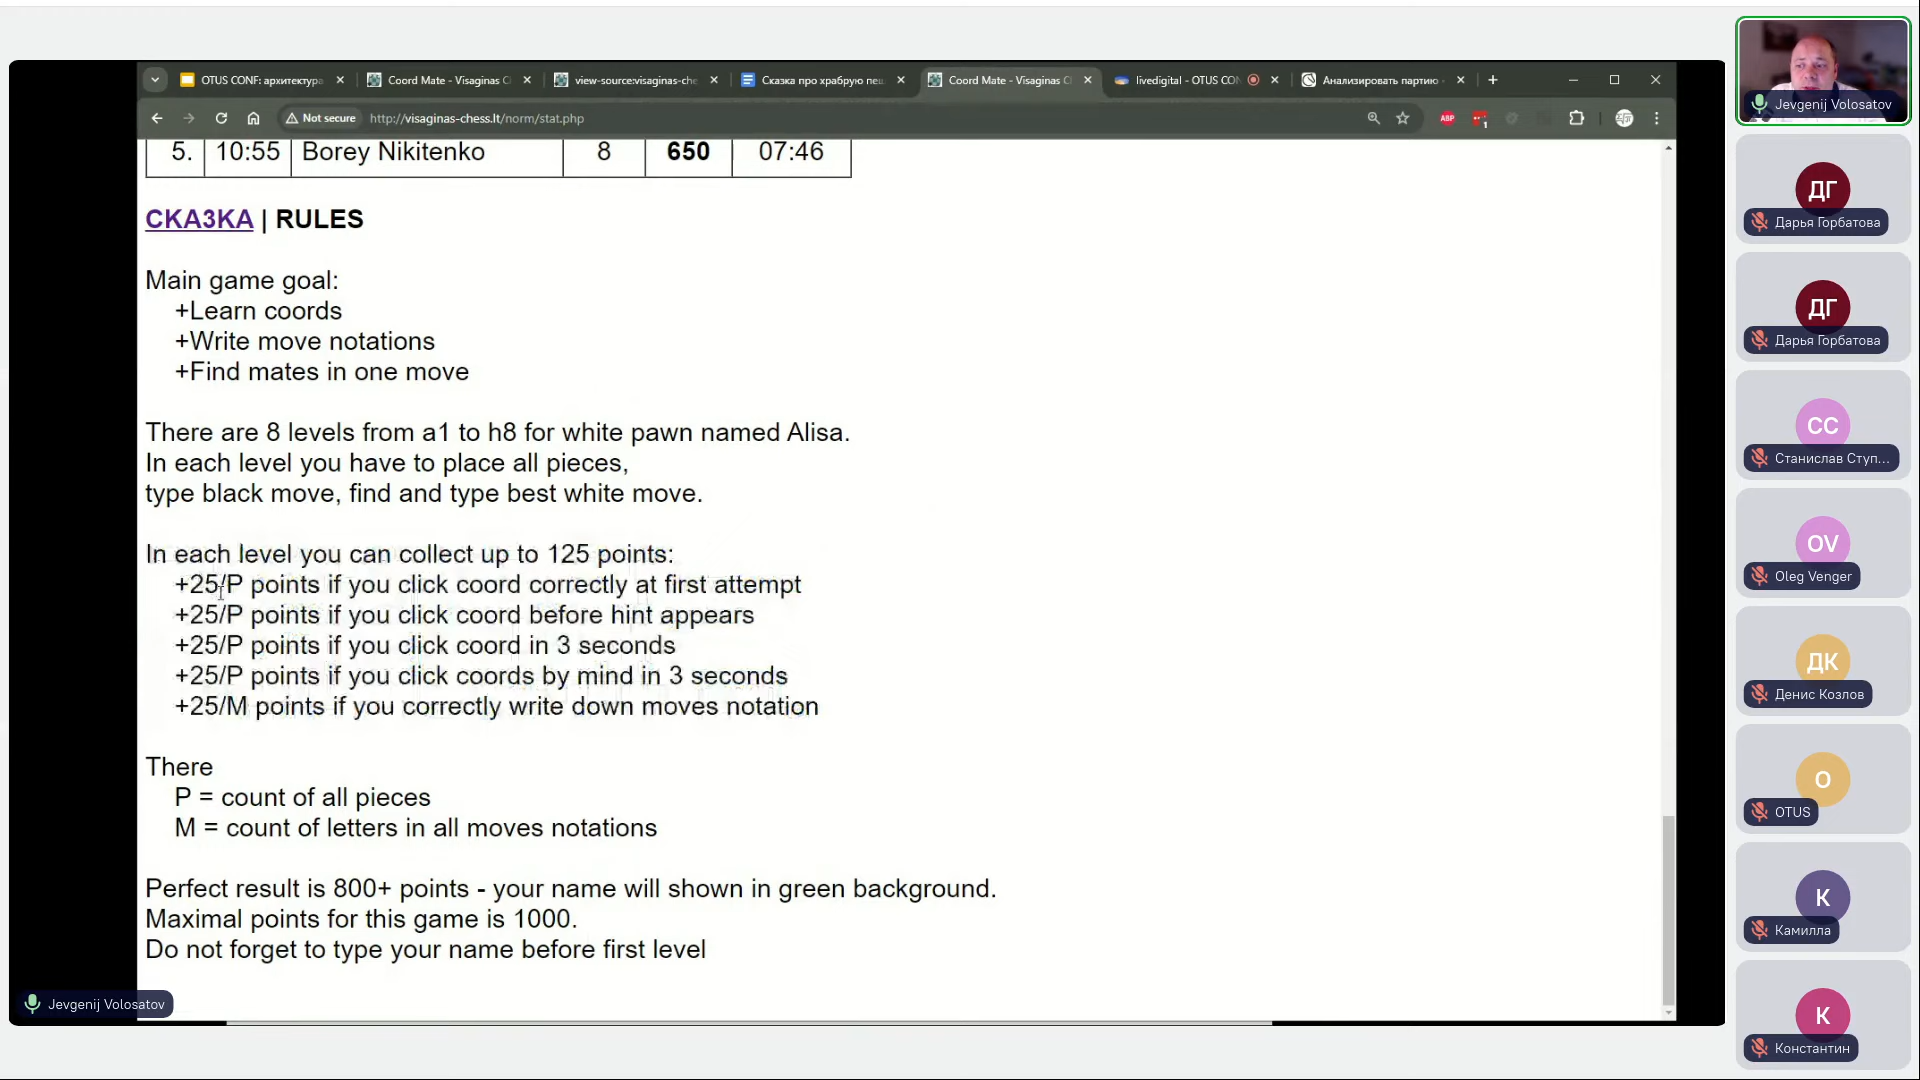 OTUS CONF: архитектура
Coord Mate - Visaginas C
view-source:visaginas-che
Сказка про храбрую пеш
Coord Mate - Visaginas C
livedigital - OTUS CON
Анализировать партию
Not secure
http://visaginas-chess.lt/norm/stat.php
ABP
1
5. 10:55 Borey Nikitenko 8 650 07:46
СКАЗКА | RULES
Main game goal:
+Learn coords
+Write move notations
+Find mates in one move
There are 8 levels from a1 to h8 for white pawn named Alisa.
In each level you have to place all pieces,
type black move, find and type best white move.
In each level you can collect up to 125 points:
+25/P points if you click coord correctly at first attempt
+25/P points if you click coord before hint appears
+25/P points if you click coord in 3 seconds
+25/P points if you click coords by mind in 3 seconds
+25/M points if you correctly write down moves notation
There
P = count of all pieces
M = count of letters in all moves notations
Perfect result is 800+ points - your name will shown in green background.
Maximal points for this game is 1000.
Do not forget to type your name before first level
Jevgenij Volosatov
Jevgenij Volosatov
ДГ
Дарья Горбатова
ДГ
Дарья Горбатова
СС
Станислав Ступ...
OV
Oleg Venger
ДК
Денис Козлов
O
OTUS
К
Камилла
К
Константин